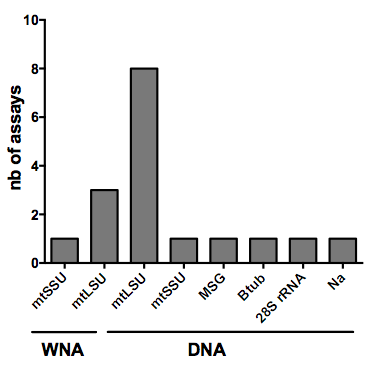 10
8
6
4
2
0
nb of assays
mtSSU
mtLSU
mtLSU
mtSSU
MSG
Btub
28S rRNA
Na
WNA
DNA